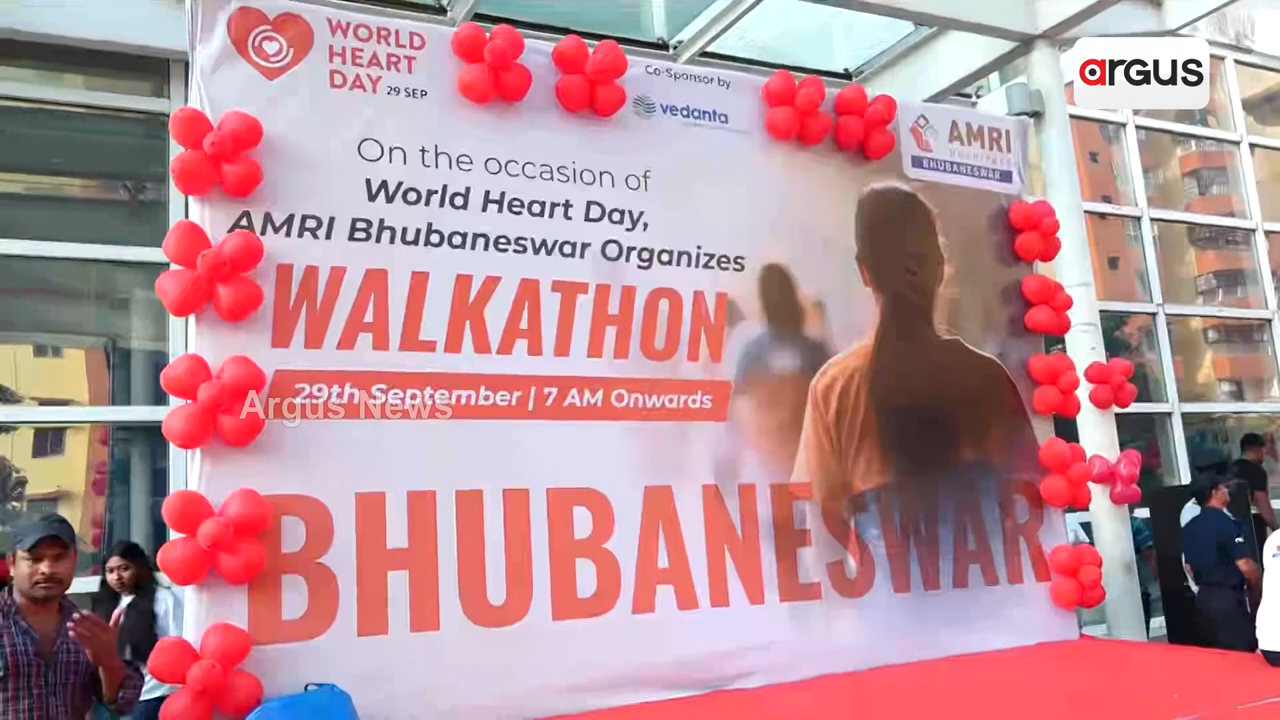 WORLD
HEART
DAY 29 SEP
Co-Sponsor by
vedanta
argus
AMRI
HOSPITALS
BHUBANESWAR
On the occasion of
World Heart Day,
AMRI Bhubaneswar Organizes
WALKATHON
29th September | 7 AM Onwards
Argus News
BHUBANESWAR